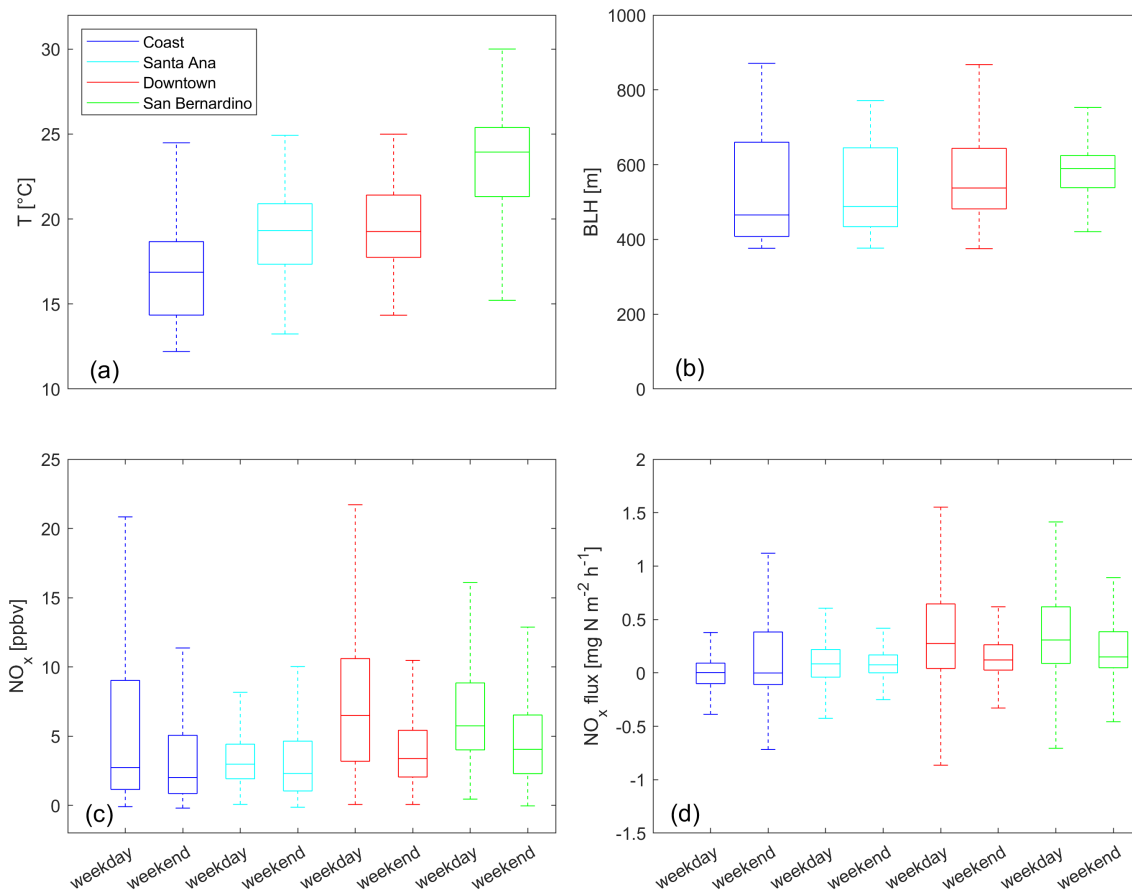 30
25
20
15
10
T [°C]
Coast
Santa Ana
Downtown
San Bernardino
(a)
1000
800
600
400
200
0
BLH [m]
(b)
25
20
15
10
5
0
NOx [ppbv]
(c)
weekday
weekend
weekday
weekend
weekday
weekend
weekday
weekend
2
1.5
1
0.5
0
-0.5
-1
-1.5
NOx flux [mg N m-2 h-1]
(d)
weekday
weekend
weekday
weekend
weekday
weekend
weekday
weekend